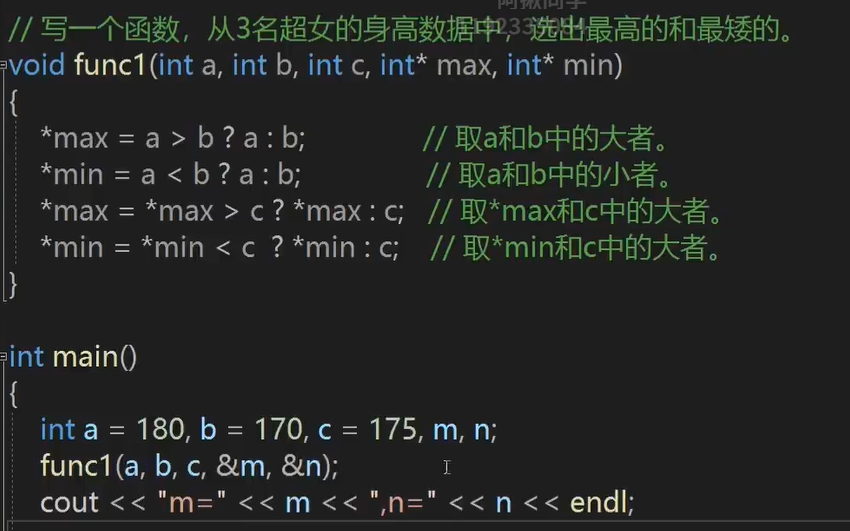 // 写一个函数，从3名超女的身高数据中，选出最高的和最矮的。
void func1(int a, int b, int c, int* max, int* min)
{
*max = a > b ? a : b; // 取a和b中的大者。
*min = a < b ? a : b; // 取a和b中的小者。
*max = *max > c ? *max : c; // 取*max和c中的大者。
*min = *min < c ? *min : c; // 取*min和c中的大者。
}
int main()
{
int a = 180, b = 170, c = 175, m, n;
func1(a, b, c, &m, &n);
cout << "m=" << m << ",n=" << n << endl;